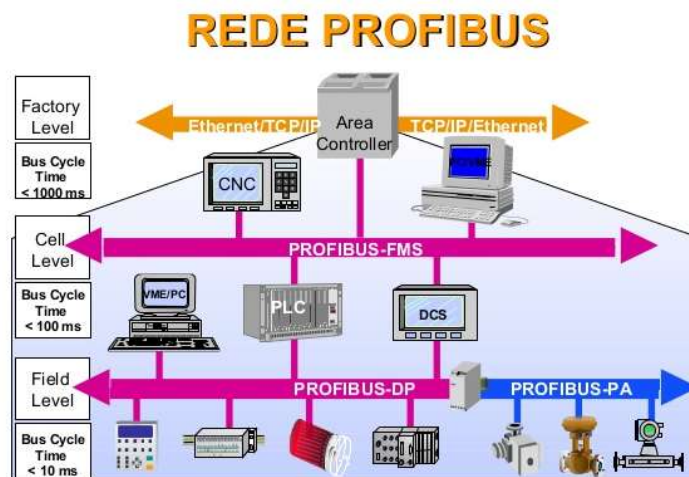 REDE PROFIBUS
Factory
Level
Ethernet/TCP/IP
Area
Controller
TCP/IP/Ethernet
Bus Cycle
Time
< 1000 ms
CNC
PC/VME
Cell
Level
PROFIBUS-FMS
Bus Cycle
Time
< 100 ms
VME/PC
PLC
DCS
Field
Level
PROFIBUS-DP
PROFIBUS-PA
Bus Cycle
Time
< 10 ms